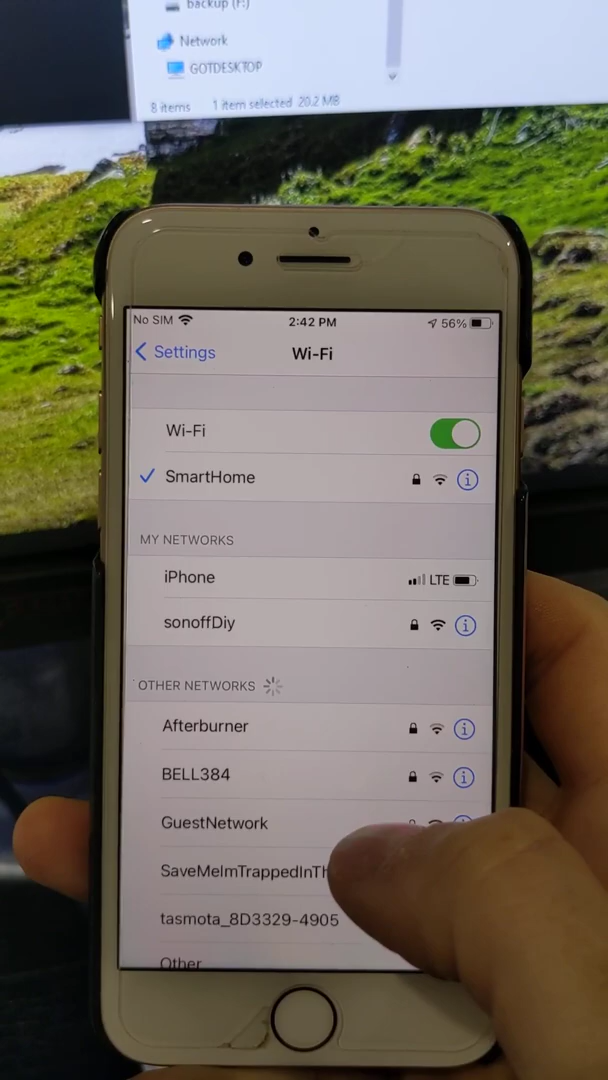 backup (F:)
Network
GOTDESKTOP
8 items 1 item selected 20.2 MB
No SIM 2:42 PM 56%
Settings Wi-Fi
Wi-Fi
SmartHome
MY NETWORKS
iPhone LTE
sonoffDiy
OTHER NETWORKS
Afterburner
BELL384
GuestNetwork
SaveMeImTrappedInTh
tasmota_8D3329-4905
Other